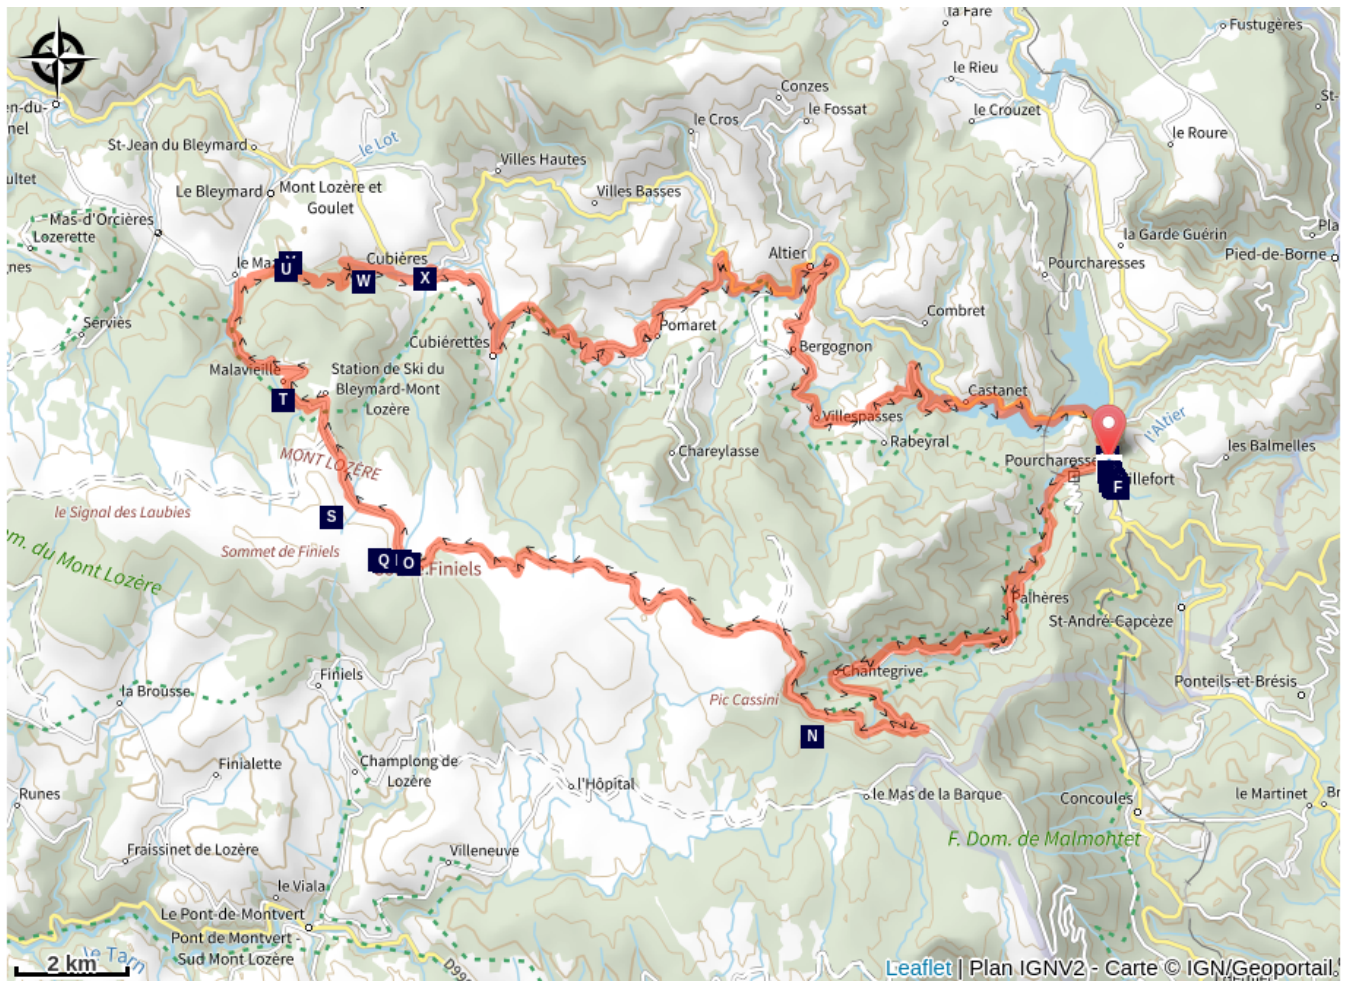 la Fare
Fustugères
le Rieu
Conzes
le Fossat
le Crouzet
St-
en-du-
nel
le Cros
le Roure
St-Jean du Bleymard
le Lot
Villes Hautes
ultet
Le Bleymard
Mont Lozère et
Goulet
Villes Basses
Mas-d'Orcières
Lozerette
la Garde Guérin
Pla
Altier
Pied-de-Borne
nes
le Ma
U
Cubières
W
X
Pourcharesses
Serviès
Combret
Pomaret
Cubiérettes
Bergognon
Malavieille
Station de Ski du
Bleymard-Mont
Lozère
T
Castanet
Villespasses
l'Altier
Rabeyral
Chareylasse
les Balmelles
MONT LOZÈRE
Pourcharesse
illefort
F
le Signal des Laubies
S
om. du Mont Lozère
Sommet de Finiels
Q
O
Finiels
Palhères
St-André-Capcèze
Chantegrive
Finiels
la Brousse
Pic Cassini
Ponteils-et-Brésis
N
Finialette
Champlong de
Lozère
l'Hôpital
le Mas de la Barque
Runes
Concoules
le Martinet
Br
Fraissinet de Lozère
Villeneuve
F. Dom. de Malmontet
le Viala
Le Pont-de-Montvert
Pont de Montvert -
Sud Mont Lozère
le Tarn
2 km
Leaflet | Plan IGNV2 - Carte © IGN/Geoportail